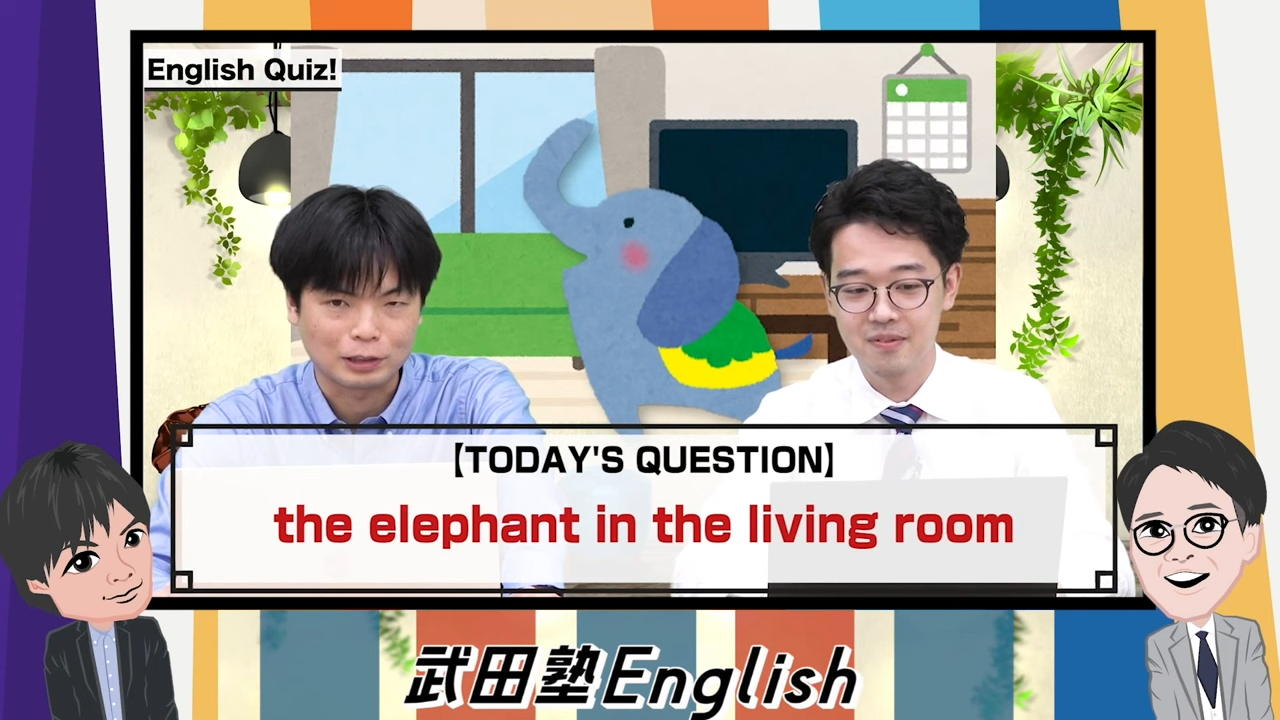 English Quiz!
【TODAY'S QUESTION】
the elephant in the living room
武田塾English